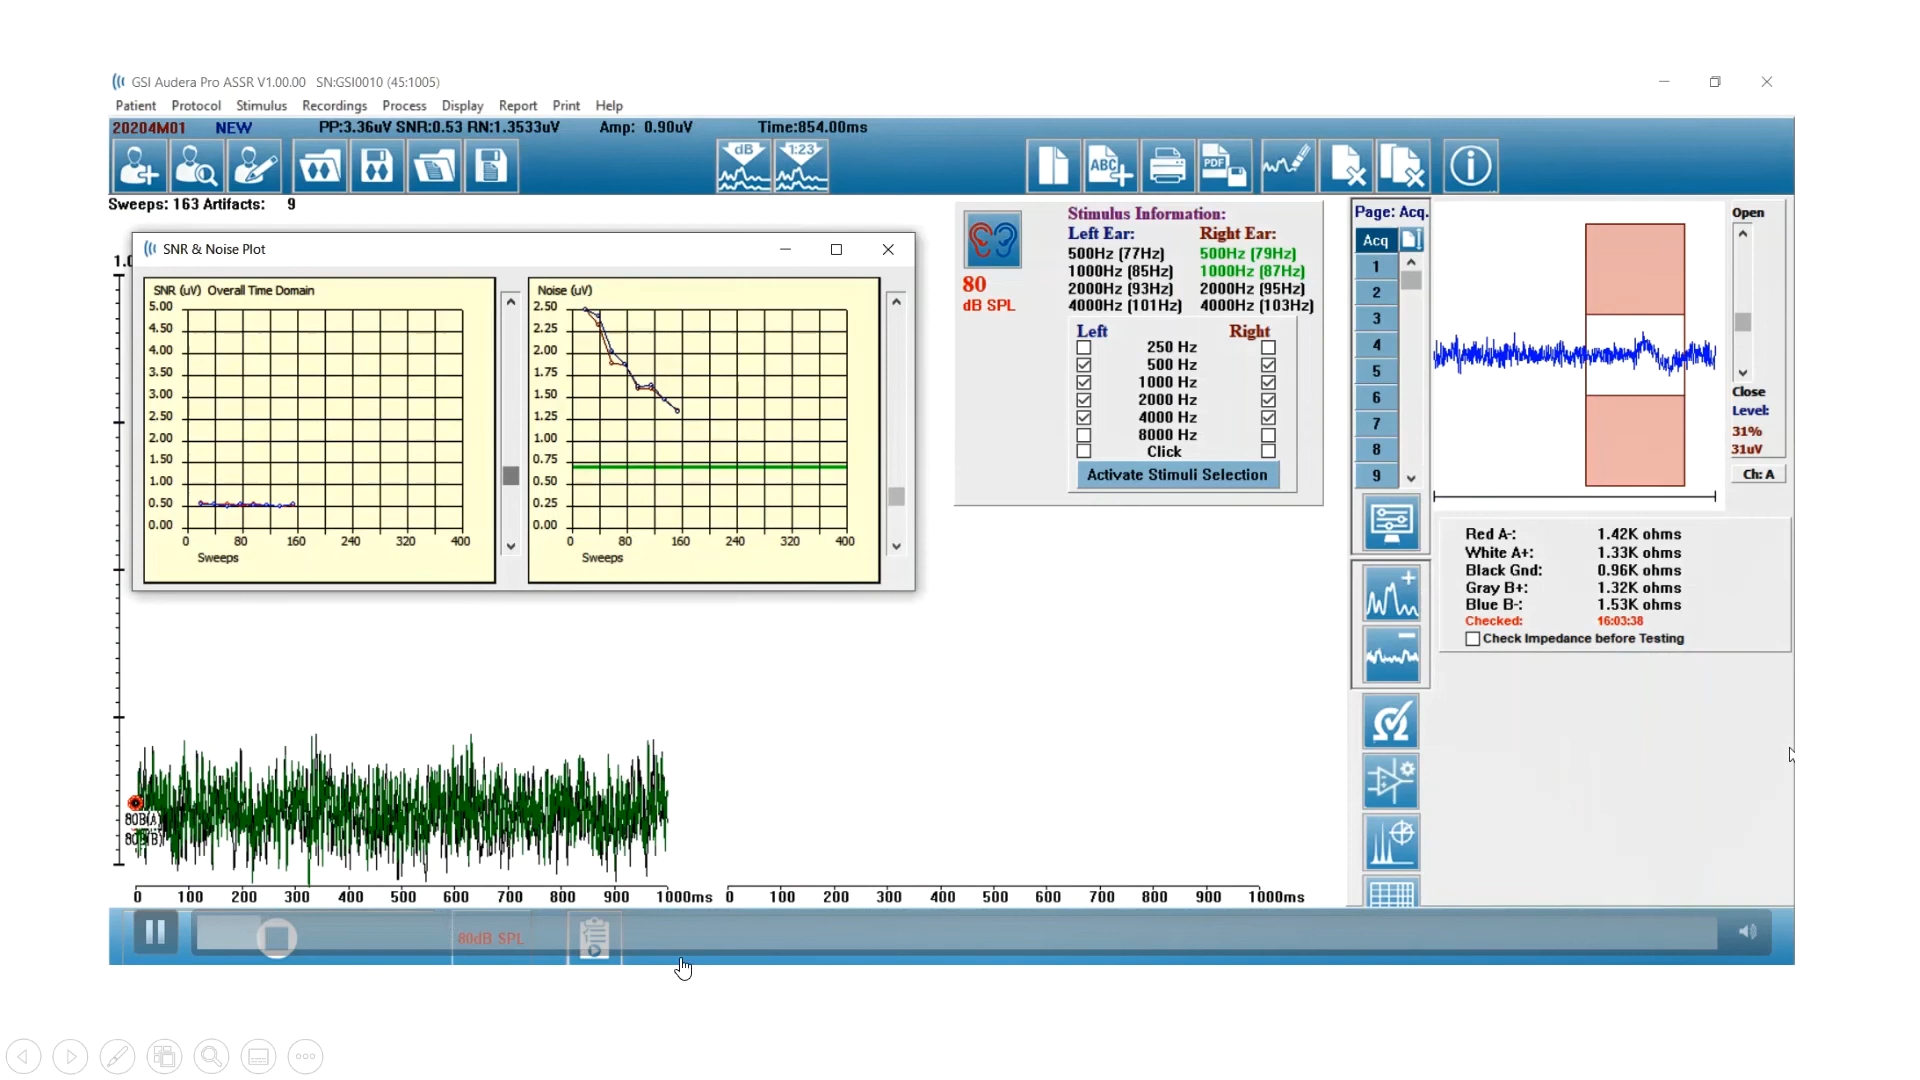 GSI Audera Pro ASSR V1.00.00 SN:GSI0010 (45:1005)
Patient Protocol Stimulus Recordings Process Display Report Print Help
20204M01 NEW PP:3.36uV SNR:0.53 RN:1.3533uV Amp: 0.90uV Time:854.00ms
dB 1:23 ABC PDF
Sweeps: 163 Artifacts: 9
SNR & Noise Plot
SNR (uV) Overall Time Domain
5.00
4.50
4.00
3.50
3.00
2.50
2.00
1.50
1.00
0.50
0.00
0 80 160 240 320 400
Sweeps
Noise (uV)
2.50
2.25
2.00
1.75
1.50
1.25
1.00
0.75
0.50
0.25
0.00
0 80 160 240 320 400
Sweeps
80
dB SPL
Stimulus Information:
Left Ear: Right Ear:
500Hz (77Hz) 500Hz (79Hz)
1000Hz (85Hz) 1000Hz (87Hz)
2000Hz (93Hz) 2000Hz (95Hz)
4000Hz (101Hz) 4000Hz (103Hz)
Left Right
250 Hz
500 Hz
1000 Hz
2000 Hz
4000 Hz
8000 Hz
Click
Activate Stimuli Selection
Page: Acq.
Acq
1
2
3
4
5
6
7
8
9
Open
Close
Level:
31%
31uV
Ch: A
Red A-: 1.42K ohms
White A+: 1.33K ohms
Black Gnd: 0.96K ohms
Gray B+: 1.32K ohms
Blue B-: 1.53K ohms
Checked: 16:03:38
Check Impedance before Testing
0 100 200 300 400 500 600 700 800 900 1000ms
0 100 200 300 400 500 600 700 800 900 1000ms
80dB SPL